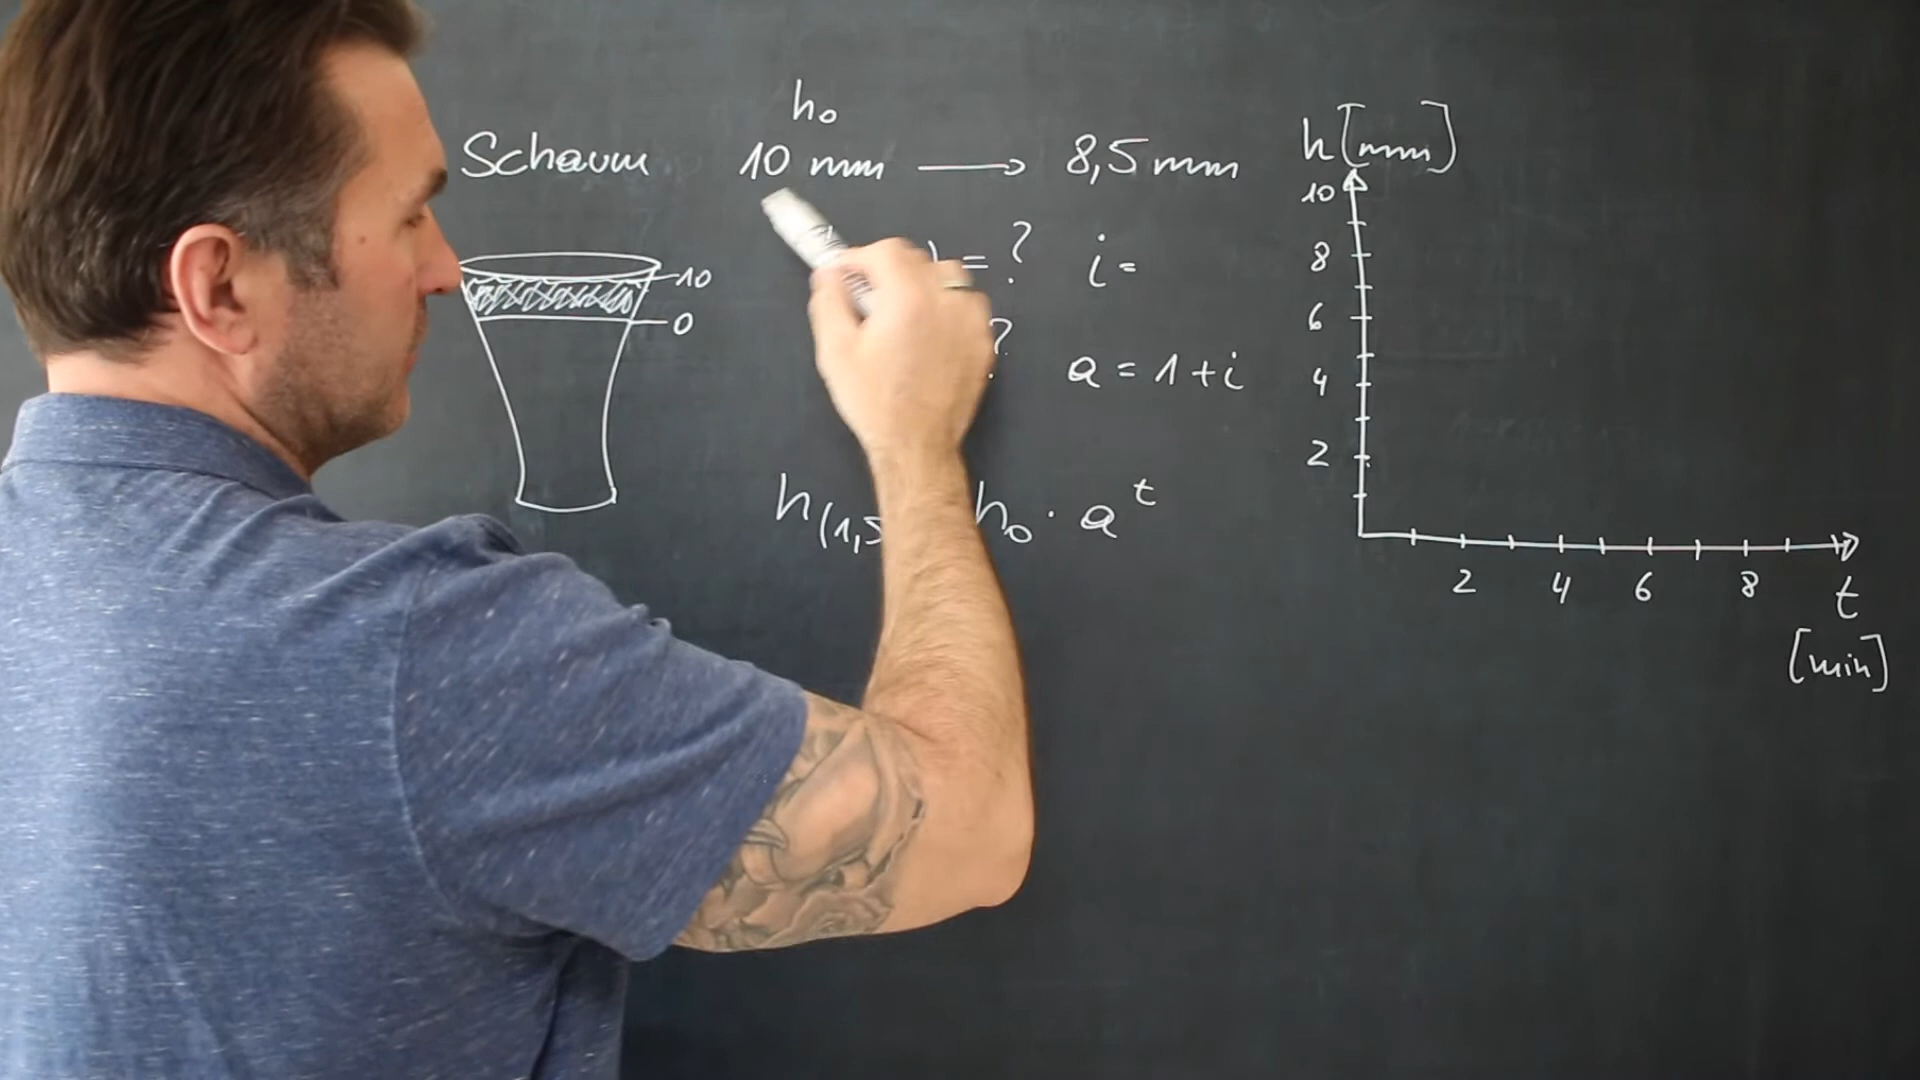 h₀
Schaum 10 mm → 8,5 mm
= ? i =
? a = 1 + i
10
0
h(1,5 h₀ · aᵗ
h [mm]
10
8
6
4
2
2 4 6 8 t
[min]